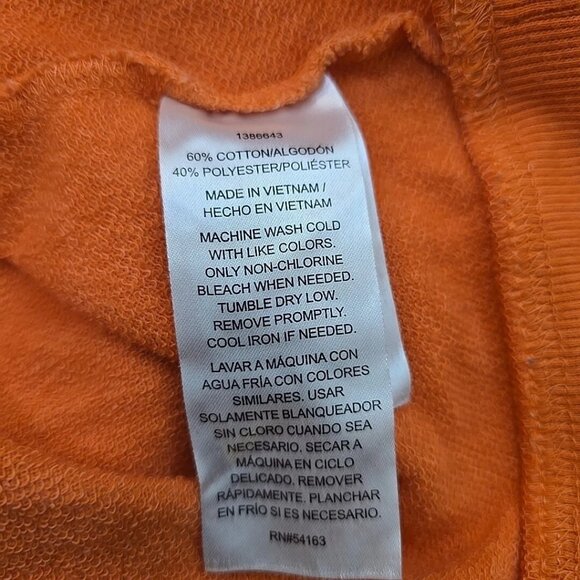 1386643
60% COTTON/ALGODÓN
40% POLYESTER/POLIÉSTER
MADE IN VIETNAM /
HECHO EN VIETNAM
MACHINE WASH COLD
WITH LIKE COLORS.
ONLY NON-CHLORINE
BLEACH WHEN NEEDED.
TUMBLE DRY LOW.
REMOVE PROMPTLY.
COOL IRON IF NEEDED.
LAVAR A MÁQUINA CON
AGUA FRÍA CON COLORES
SIMILARES. USAR
SOLAMENTE BLANQUEADOR
SIN CLORO CUANDO SEA
NECESARIO. SECAR A
MÁQUINA EN CICLO
DELICADO. REMOVER
RÁPIDAMENTE. PLANCHAR
EN FRÍO SI ES NECESARIO.
RN#54163